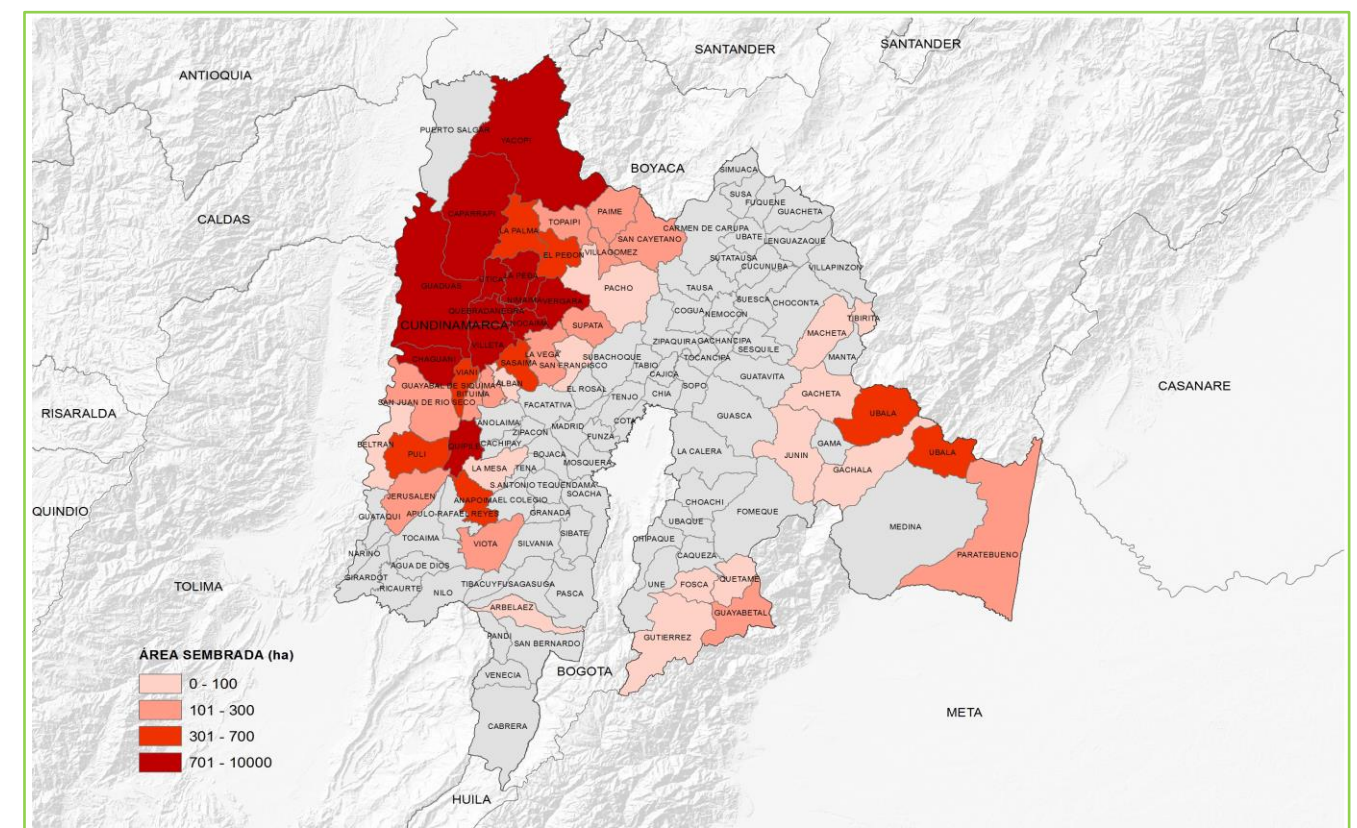 SANTANDER
SANTANDER
ANTIOQUIA
PUERTO SALGAR
YACOPI
BOYACA
SIMIJACA
SUSA
FUQUENE
GUACHETA
CALDAS
CAPARRAPI
LA PALMA
TOPAIPI
PAIME
CARMEN DE CARUPA
UBATE
LENGUAZAQUE
SAN CAYETANO
EL PEÑON
VILLAGOMEZ
SUTATAUSA
CUCUNUBA
VILLAPINZON
GUADUAS
UTICA
LA PEÑA
PACHO
TAUSA
NIMAIMA
VERGARA
SUESCA
CHOCONTA
QUEBRADANEGRA
COGUA
NEMOCON
TIBIRITA
CUNDINAMARCA
NOCAIMA
SUPATA
MACHETA
VILLETA
ZIPAQUIRA
GACHANCIPA
CHAGUANI
LA VEGA
SUBACHOQUE
TOCANCIPA
SESQUILE
MANTA
SASAIMA
SAN FRANCISCO
TABIO
VIANI
CAJICA
GUATAVITA
CASANARE
GUAYABAL DE SIQUIMA
ALBAN
EL ROSAL
SOPO
BITUIMA
TENJO
CHIA
GACHETA
SAN JUAN DE RIO SECO
FACATATIVA
RISARALDA
GUASCA
UBALA
ANOLAIMA
MADRID
COTA
ZIPACON
FUNZA
BELTRAN
QUIPILE
CACHIPAY
GAMA
UBALA
PULI
BOJACA
LA CALERA
JUNIN
MOSQUERA
LA MESA
TENA
GACHALA
S.ANTONIO TEQUENDAMA
JERUSALEN
ANAPOIMA
EL COLEGIO
SOACHA
CHOACHI
QUINDIO
GUATAQUI
APULO-RAFAEL REYES
GRANADA
FOMEQUE
UBAQUE
MEDINA
TOCAIMA
VIOTA
SILVANIA
SIBATE
CHIPAQUE
NARIÑO
CAQUEZA
PARATEBUENO
AGUA DE DIOS
GIRARDOT
TIBACUY
FUSAGASUGA
UNE
FOSCA
QUETAME
TOLIMA
RICAURTE
NILO
PASCA
ARBELAEZ
GUAYABETAL
GUTIERREZ
PANDI
SAN BERNARDO
ÁREA SEMBRADA (ha)
BOGOTA
VENECIA
0 - 100
101 - 300
META
CABRERA
301 - 700
701 - 10000
HUILA